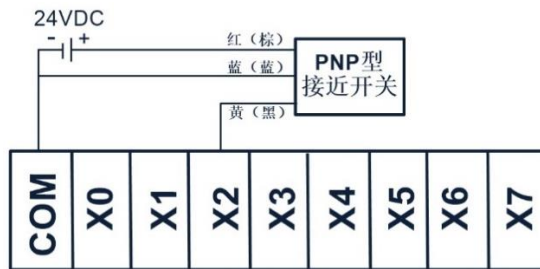 24VDC
- +
红（棕）
蓝（蓝）
PNP型
接近开关
黄（黑）
COM X0 X1 X2 X3 X4 X5 X6 X7